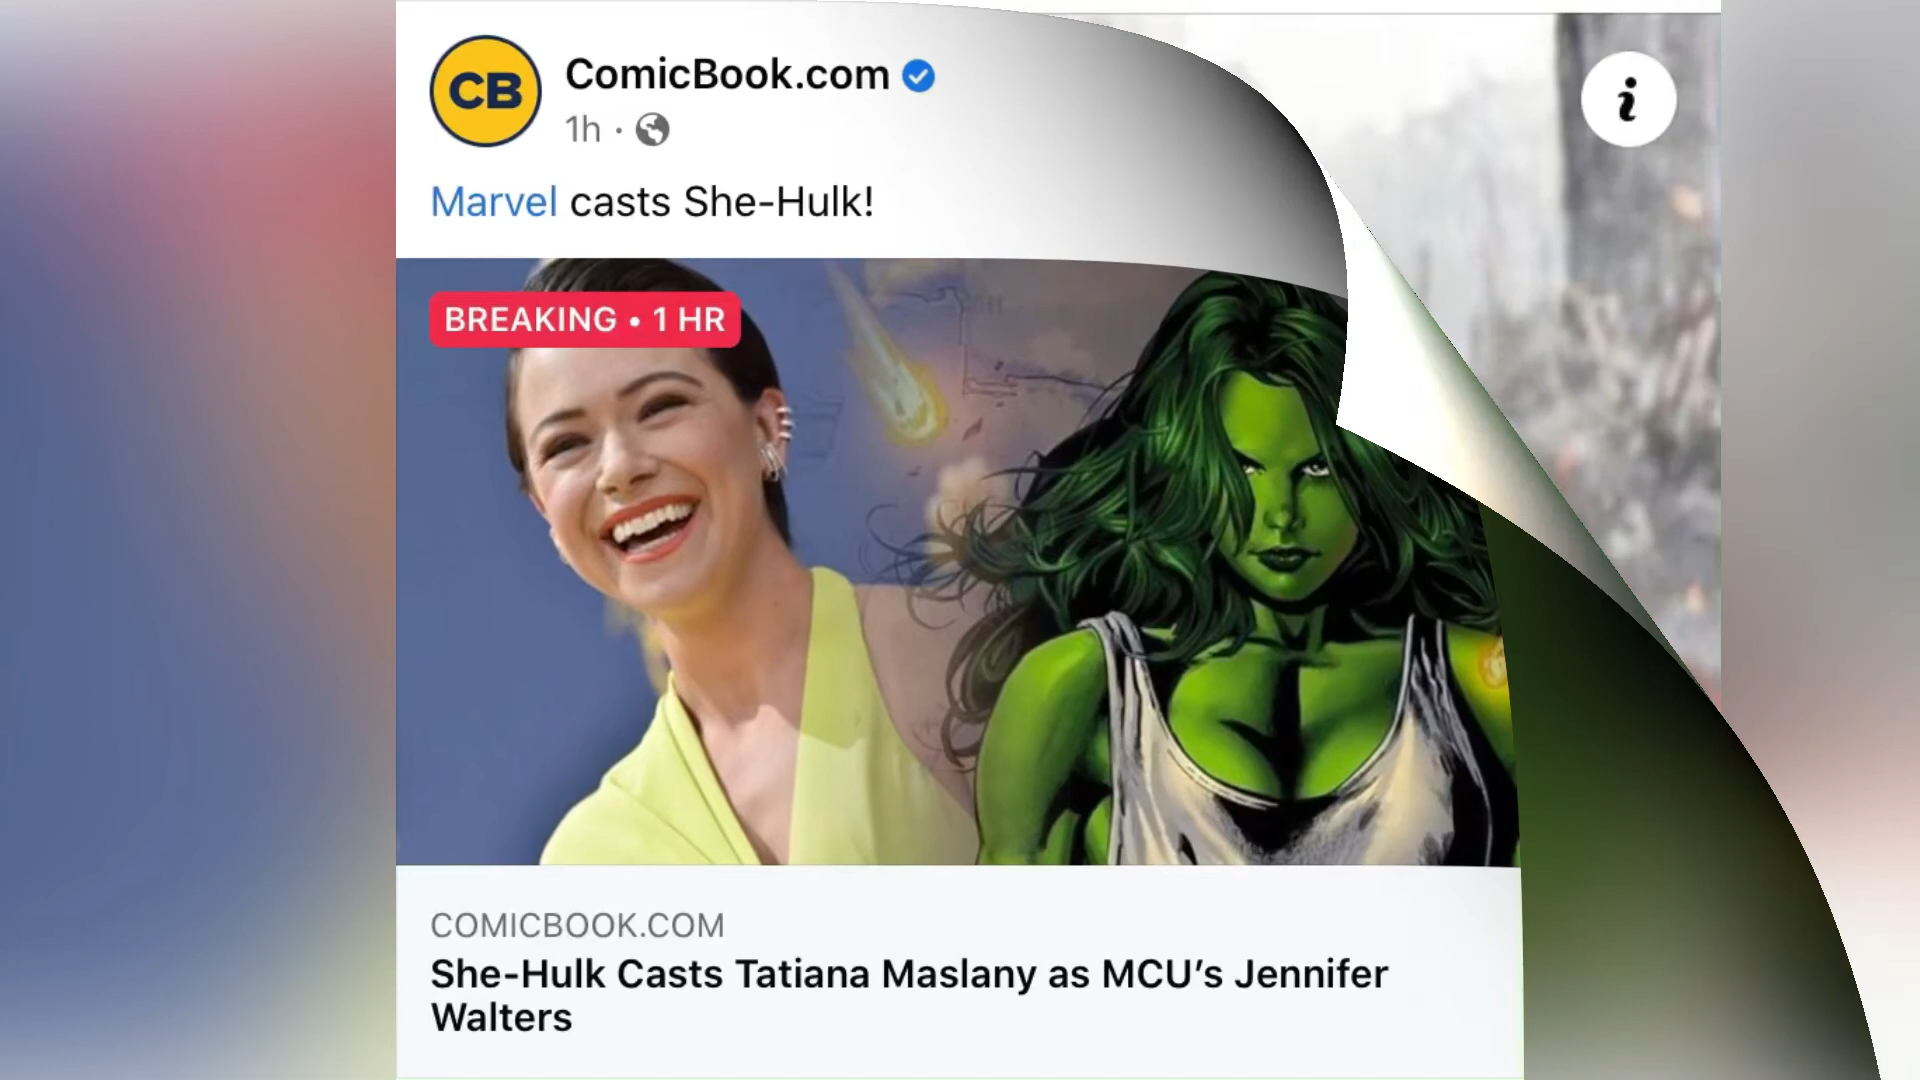 CB
ComicBook.com
1h ·
Marvel casts She-Hulk!
BREAKING • 1 HR
COMICBOOK.COM
She-Hulk Casts Tatiana Maslany as MCU’s Jennifer
Walters
i